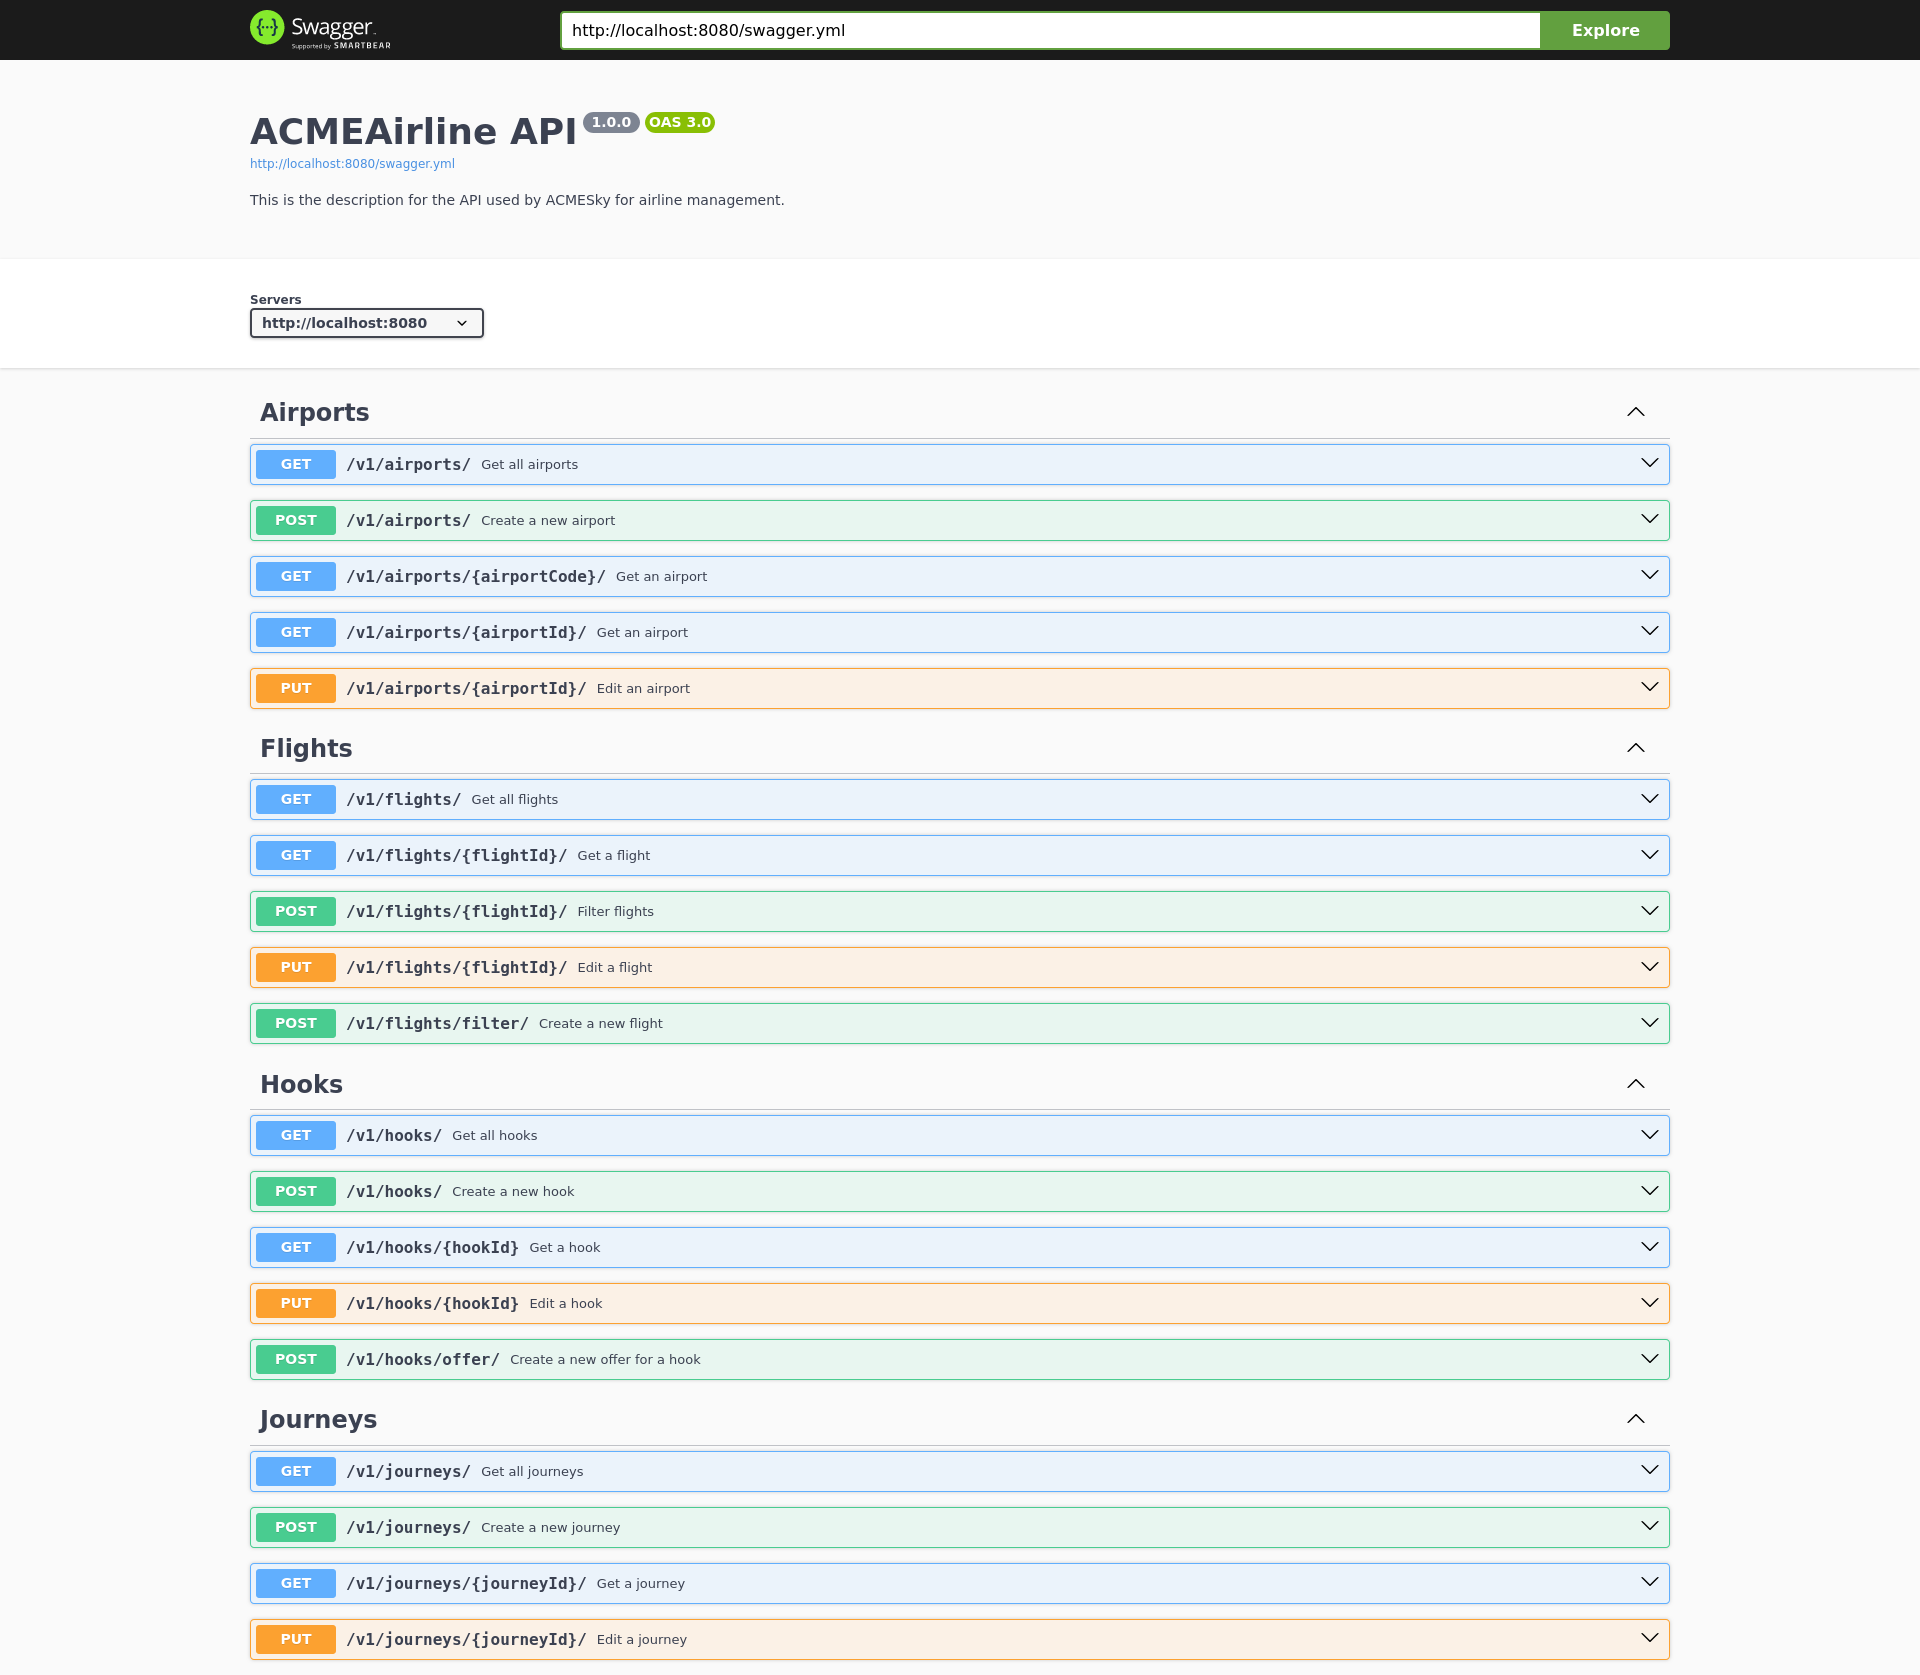 Swagger
Supported by SMARTBEAR
http://localhost:8080/swagger.yml
Explore
ACMEAirline API 1.0.0 OAS 3.0
http://localhost:8080/swagger.yml
This is the description for the API used by ACMESky for airline management.
Servers
http://localhost:8080
Airports
GET /v1/airports/ Get all airports
POST /v1/airports/ Create a new airport
GET /v1/airports/{airportCode}/ Get an airport
GET /v1/airports/{airportId}/ Get an airport
PUT /v1/airports/{airportId}/ Edit an airport
Flights
GET /v1/flights/ Get all flights
GET /v1/flights/{flightId}/ Get a flight
POST /v1/flights/{flightId}/ Filter flights
PUT /v1/flights/{flightId}/ Edit a flight
POST /v1/flights/filter/ Create a new flight
Hooks
GET /v1/hooks/ Get all hooks
POST /v1/hooks/ Create a new hook
GET /v1/hooks/{hookId} Get a hook
PUT /v1/hooks/{hookId} Edit a hook
POST /v1/hooks/offer/ Create a new offer for a hook
Journeys
GET /v1/journeys/ Get all journeys
POST /v1/journeys/ Create a new journey
GET /v1/journeys/{journeyId}/ Get a journey
PUT /v1/journeys/{journeyId}/ Edit a journey